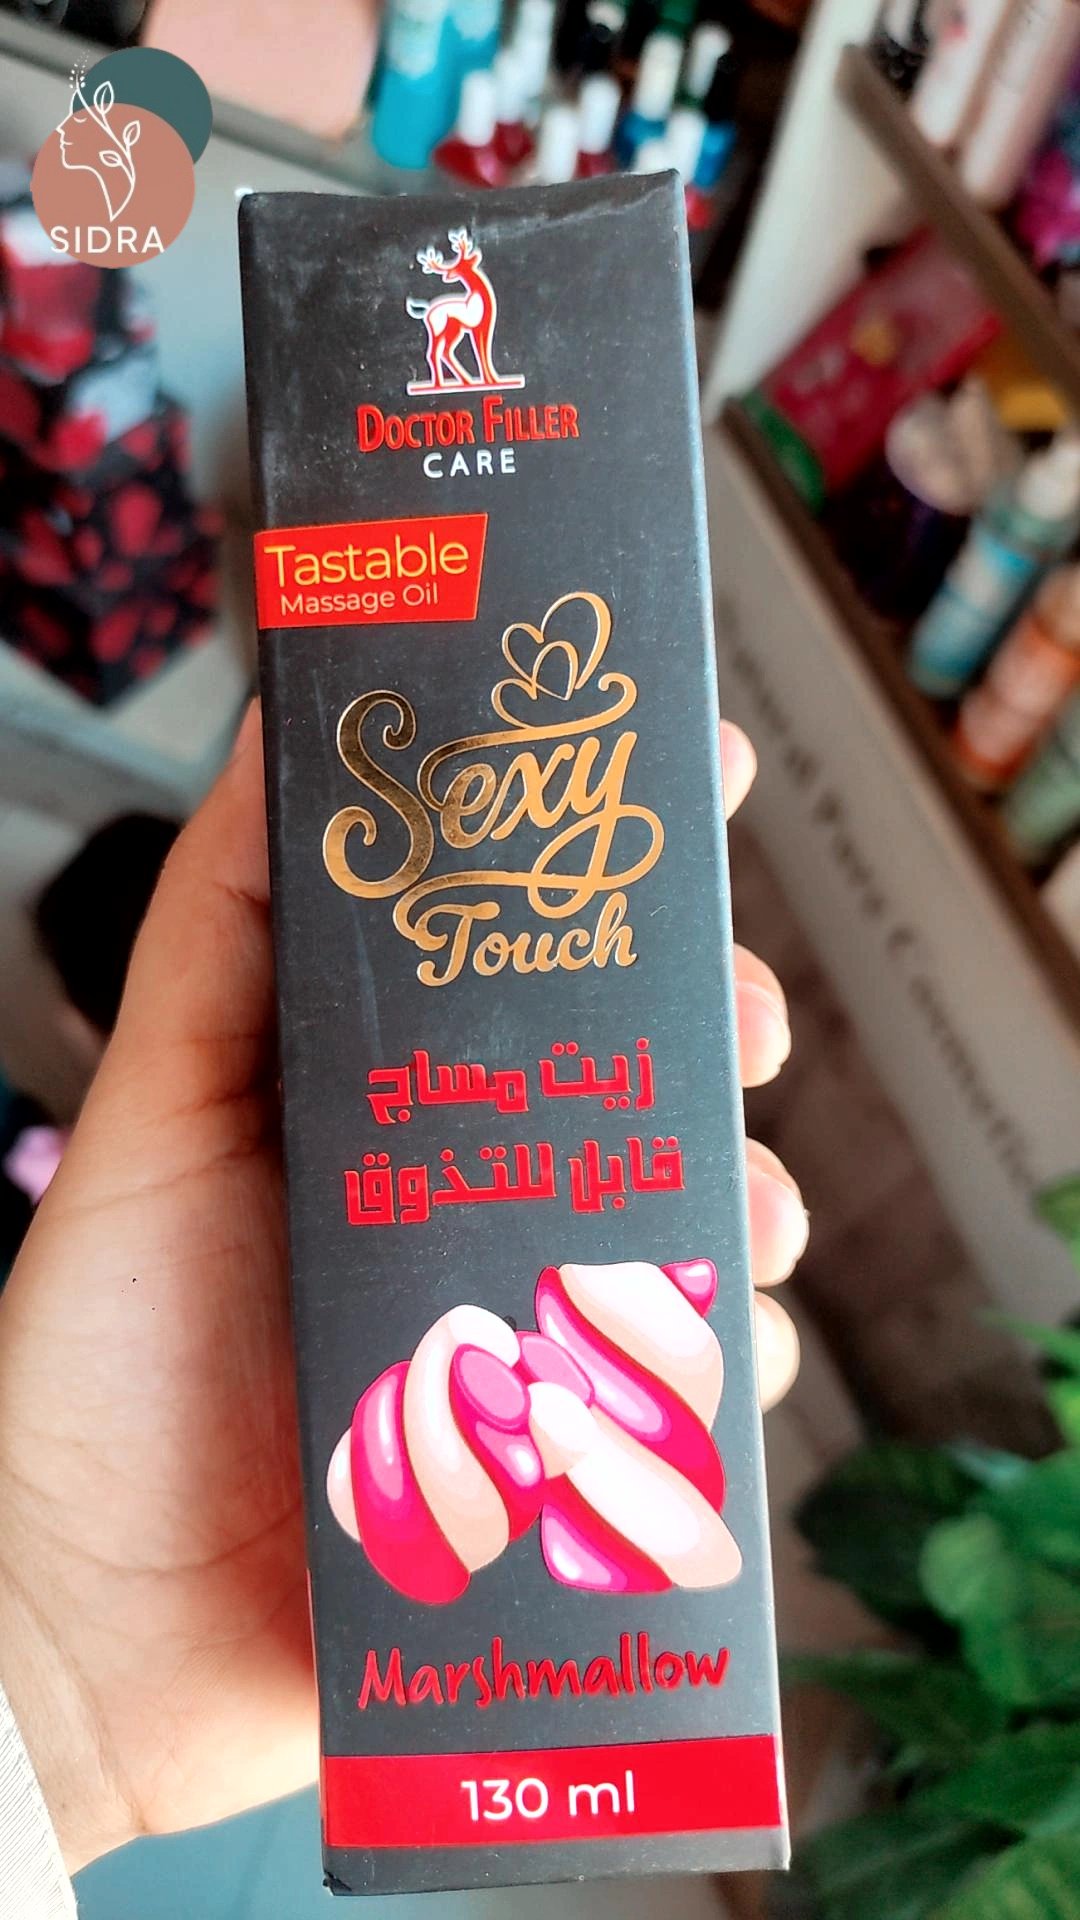 SIDRA
DOCTOR FILLER
CARE
Tastable
Massage Oil
Sexy
Touch
زيت مساج
قابل للتذوق
Marshmallow
130 ml